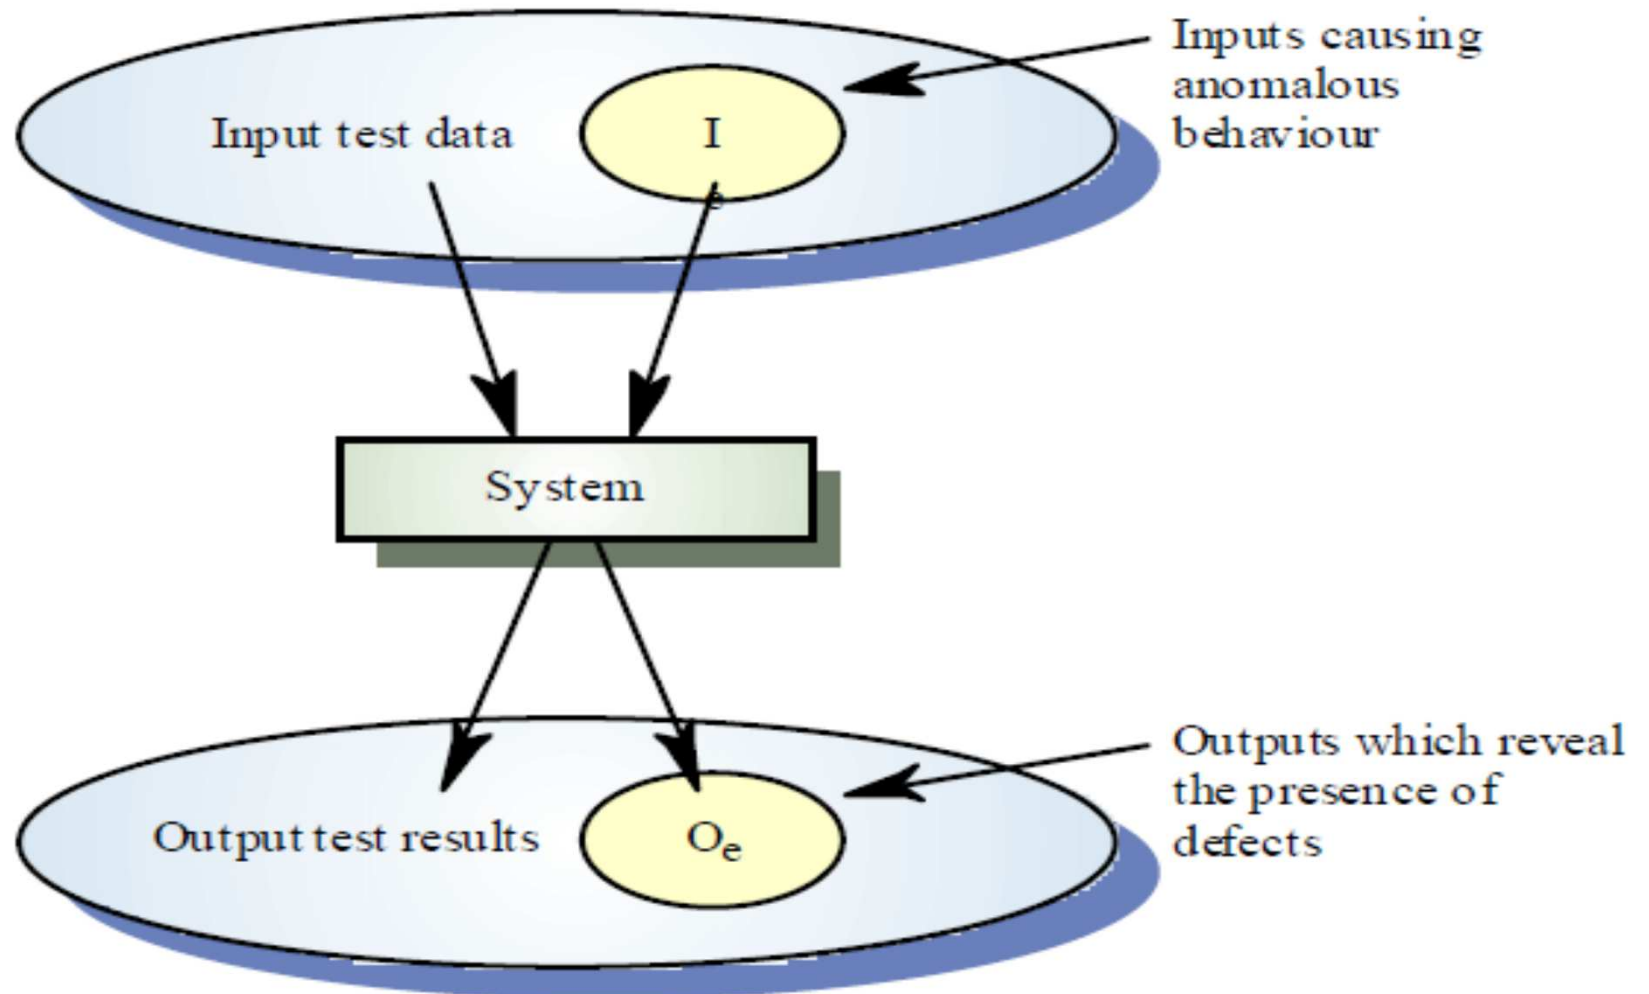 Inputs causing
anomalous
behaviour
Input test data
I
e
System
Outputs which reveal
the presence of
defects
Output test results
Oe